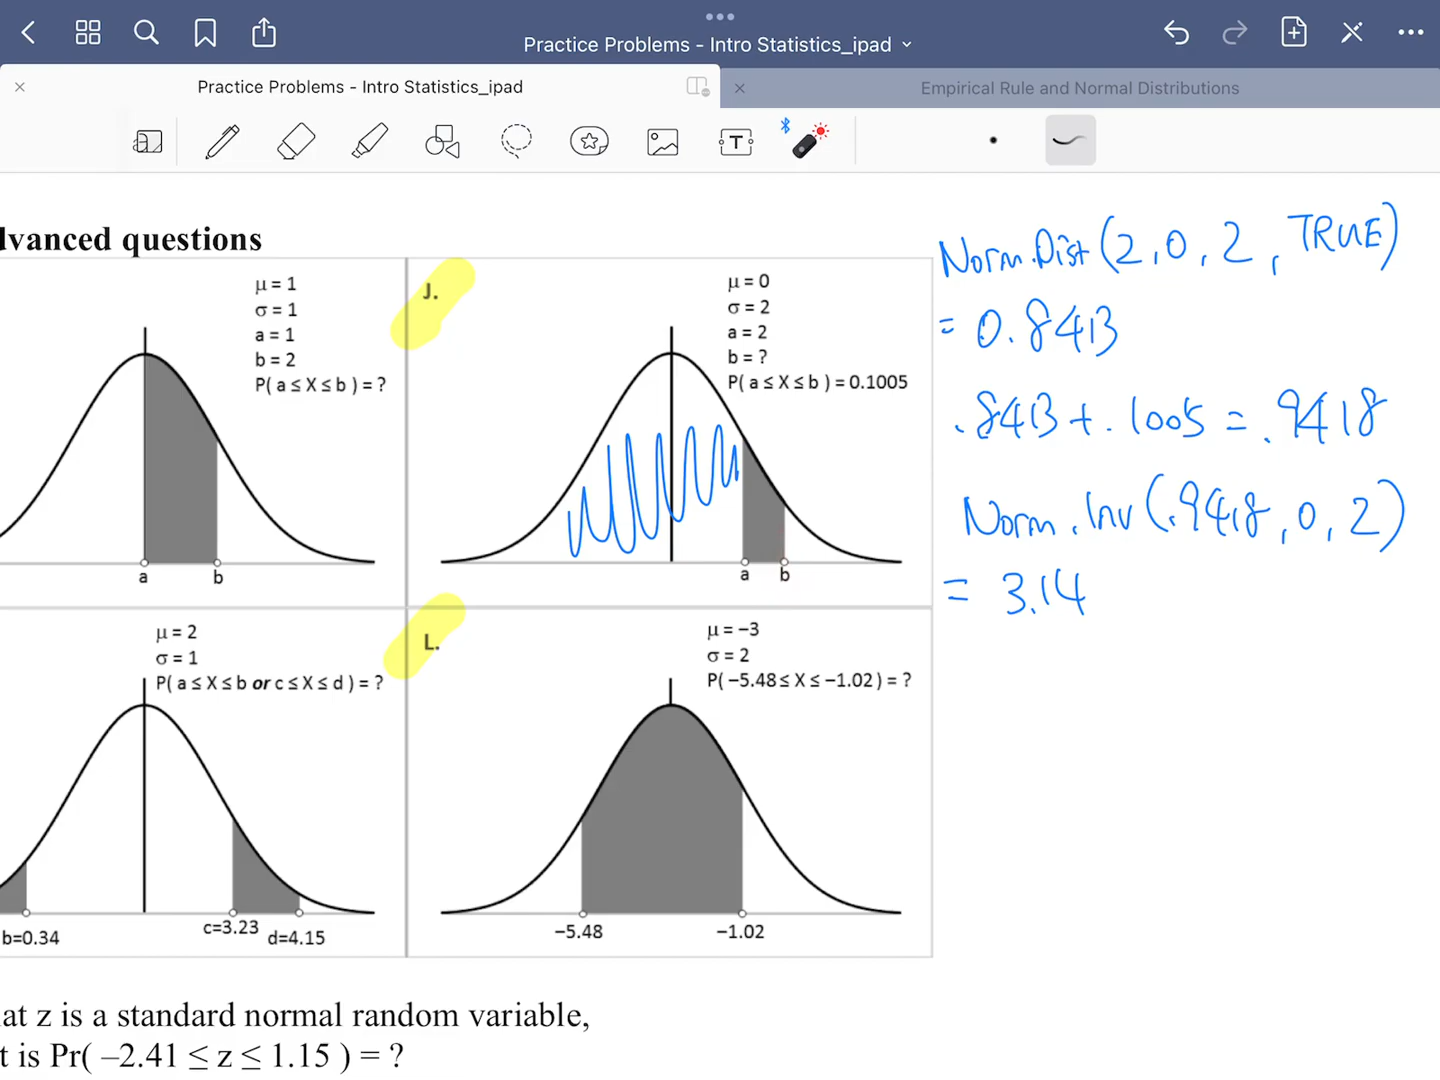 Practice Problems - Intro Statistics_ipad
Practice Problems - Intro Statistics_ipad
Empirical Rule and Normal Distributions
dvanced questions
μ = 1
σ = 1
a = 1
b = 2
P( a ≤ X ≤ b ) = ?
a b
J.
μ = 0
σ = 2
a = 2
b = ?
P( a ≤ X ≤ b ) = 0.1005
a b
Norm.Dist(2,0,2,TRUE)
= 0.8413
.8413 + .1005 = .9418
Norm.Inv(.9418,0,2)
= 3.14
μ = 2
σ = 1
P( a ≤ X ≤ b or c ≤ X ≤ d ) = ?
b=0.34 c=3.23 d=4.15
L.
μ = −3
σ = 2
P( −5.48 ≤ X ≤ −1.02 ) = ?
−5.48 −1.02
at z is a standard normal random variable,
t is Pr( –2.41 ≤ z ≤ 1.15 ) = ?